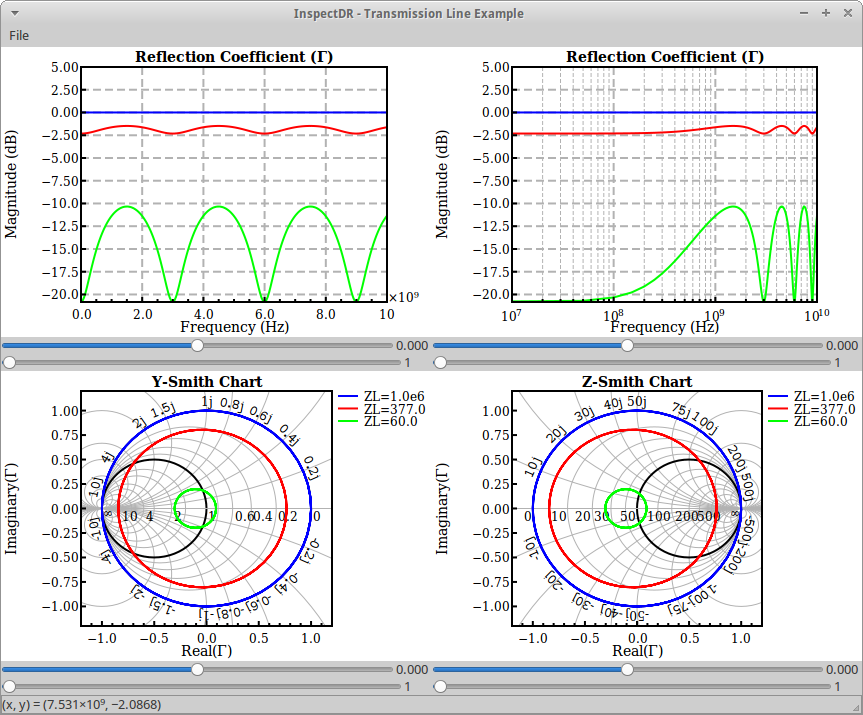 InspectDR - Transmission Line Example
File
Reflection Coefficient (Γ)
Magnitude (dB)
5.00
2.50
0.00
−2.50
−5.00
−7.50
−10.0
−12.5
−15.0
−17.5
−20.0
0.0 2.0 4.0 6.0 8.0 10
×10⁹
Frequency (Hz)
Reflection Coefficient (Γ)
Magnitude (dB)
5.00
2.50
0.00
−2.50
−5.00
−7.50
−10.0
−12.5
−15.0
−17.5
−20.0
10⁷ 10⁸ 10⁹ 10¹⁰
Frequency (Hz)
0.000
1
0.000
1
Y-Smith Chart
Imaginary(Γ)
1.00
0.75
0.50
0.25
0.00
−0.25
−0.50
−0.75
−1.00
10j 4j 2j 1.5j 1j 0.8j 0.6j 0.4j 0.2j
∞ 10 4 2 1 0.6 0.4 0.2 0
-10j -4j -2j -1.5j -1j -0.8j -0.6j -0.4j -0.2j
−1.0 −0.5 0.0 0.5 1.0
Real(Γ)
ZL=1.0e6
ZL=377.0
ZL=60.0
Z-Smith Chart
Imaginary(Γ)
1.00
0.75
0.50
0.25
0.00
−0.25
−0.50
−0.75
−1.00
10j 20j 30j 40j 50j 75j 100j 200j 500j
0 10 20 30 50 100 200 500 ∞
-10j -20j -30j -40j -50j -75j -100j -200j -500j
−1.0 −0.5 0.0 0.5 1.0
Real(Γ)
ZL=1.0e6
ZL=377.0
ZL=60.0
0.000
1
0.000
1
(x, y) = (7.531×10⁹, −2.0868)